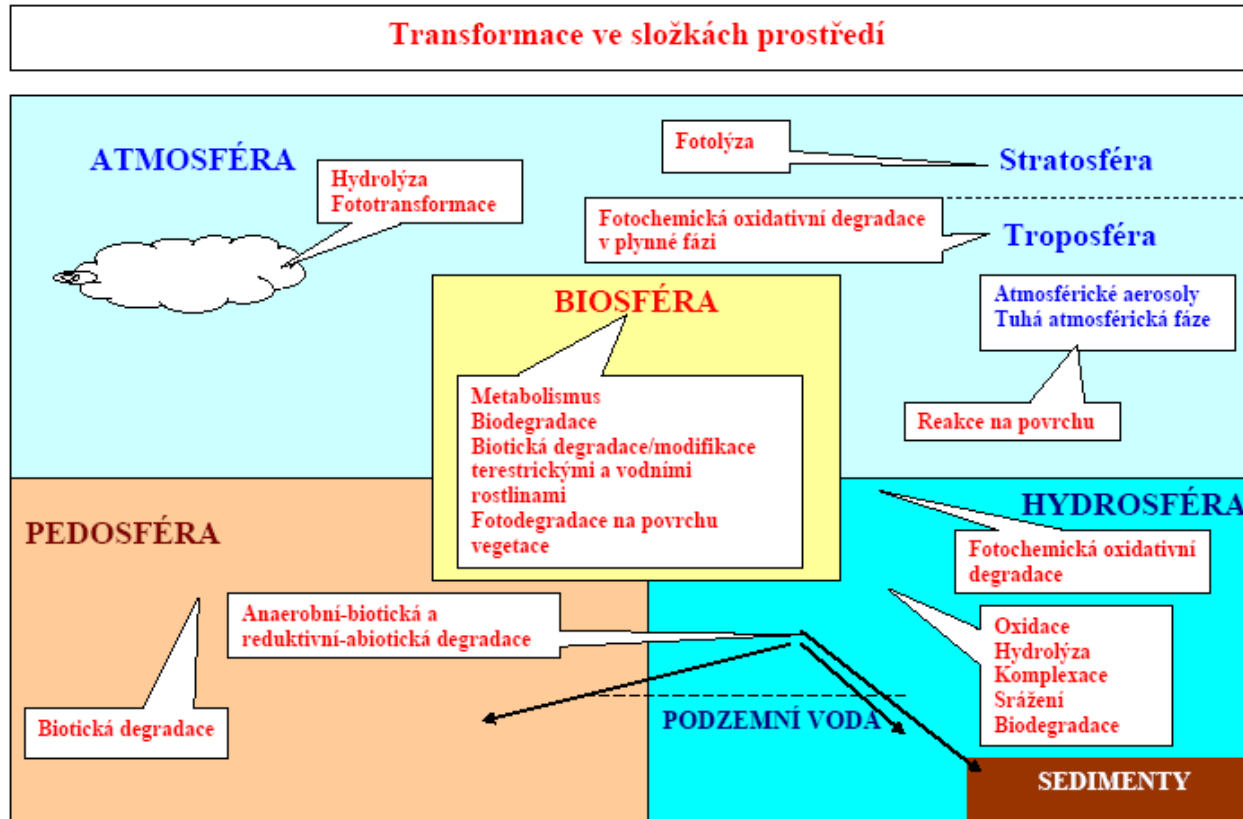 Transformace ve složkách prostředí
ATMOSFÉRA
Hydrolýza
Fototransformace
Fotolýza
Stratosféra
Fotochemická oxidativní degradace
v plynné fázi
Troposféra
Atmosférické aerosoly
Tuhá atmosférická fáze
Reakce na povrchu
BIOSFÉRA
Metabolismus
Biodegradace
Biotická degradace/modifikace
terestrickými a vodními
rostlinami
Fotodegradace na povrchu
vegetace
PEDOSFÉRA
Anaerobní-biotická a
reduktivní-abiotická degradace
Biotická degradace
HYDROSFÉRA
Fotochemická oxidativní
degradace
Oxidace
Hydrolýza
Komplexace
Srážení
Biodegradace
PODZEMNÍ VODA
SEDIMENTY